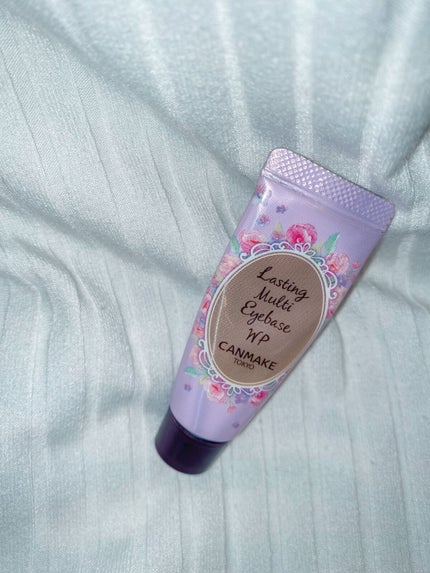 Lasting
Multi
Eyebase
WP
CANMAKE
TOKYO